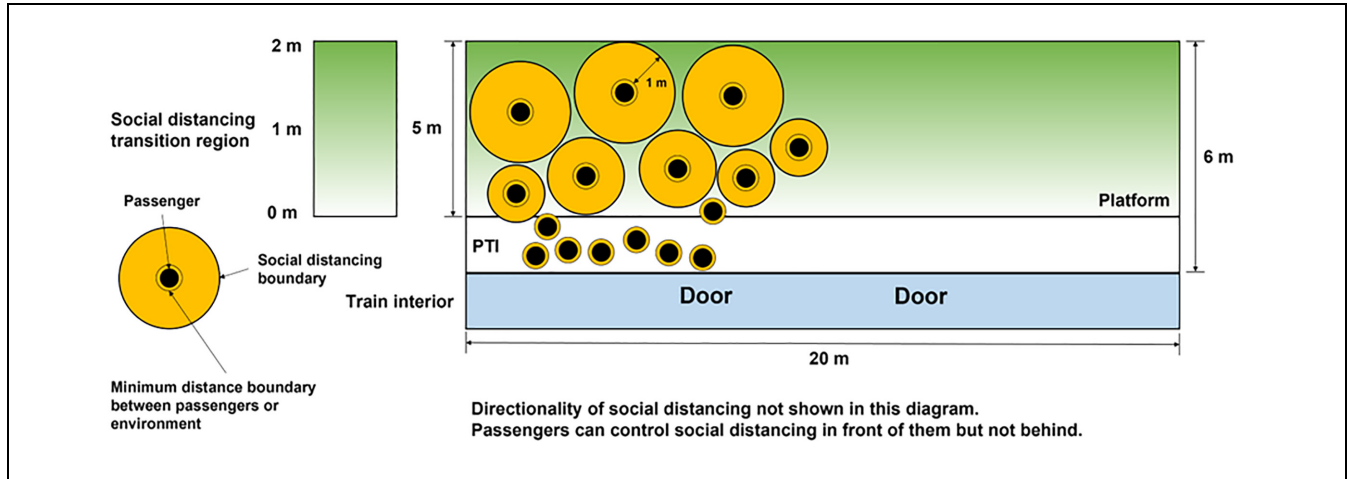 2 m
Social distancing
transition region
1 m
0 m
5 m
1 m
6 m
Platform
Passenger
PTI
Social distancing
boundary
Train interior
Door
Door
20 m
Minimum distance boundary
between passengers or
environment
Directionality of social distancing not shown in this diagram.
Passengers can control social distancing in front of them but not behind.